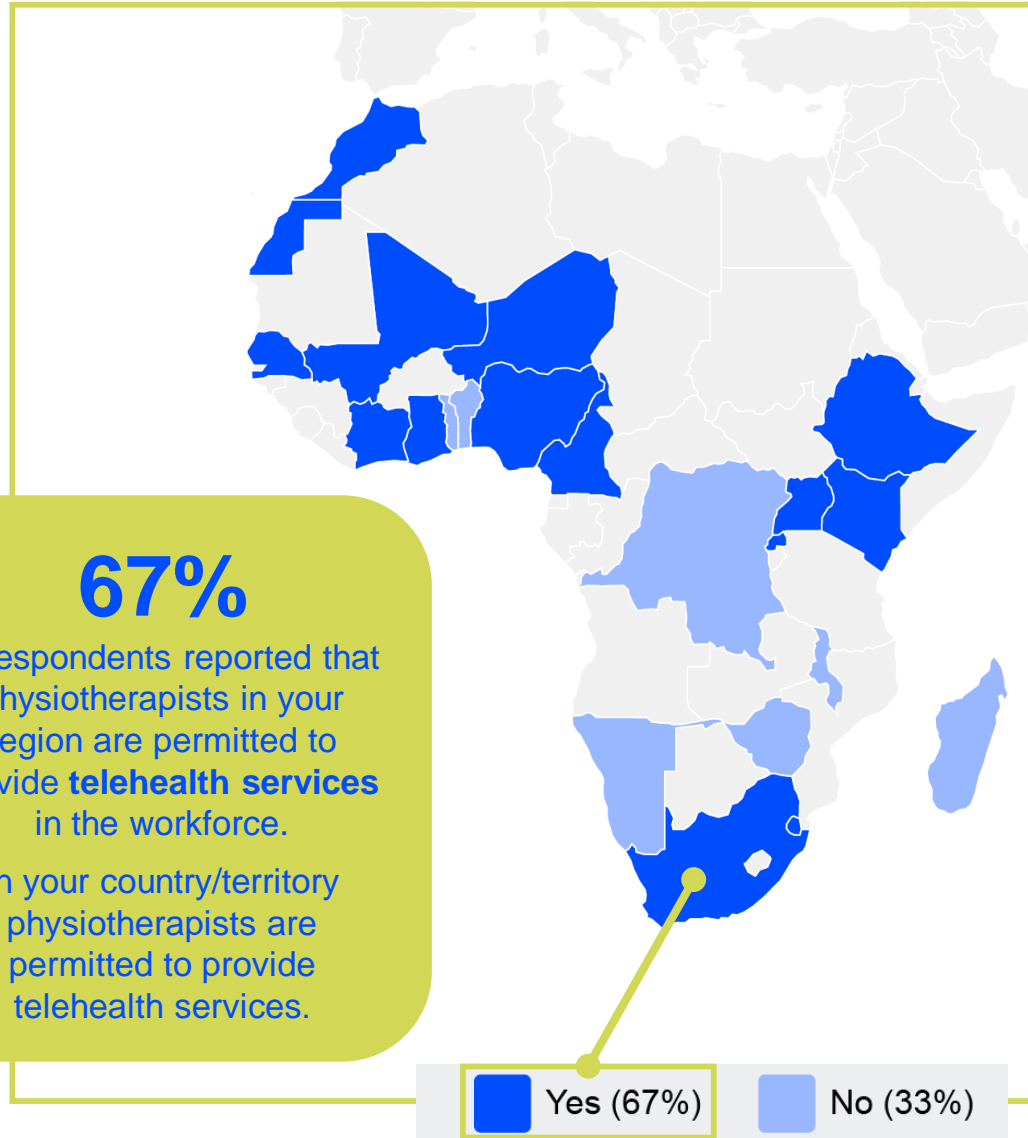 67%
espondents reported that
hysiotherapists in your
egion are permitted to
vide telehealth services
in the workforce.
n your country/territory
physiotherapists are
permitted to provide
telehealth services.
Yes (67%)
No (33%)